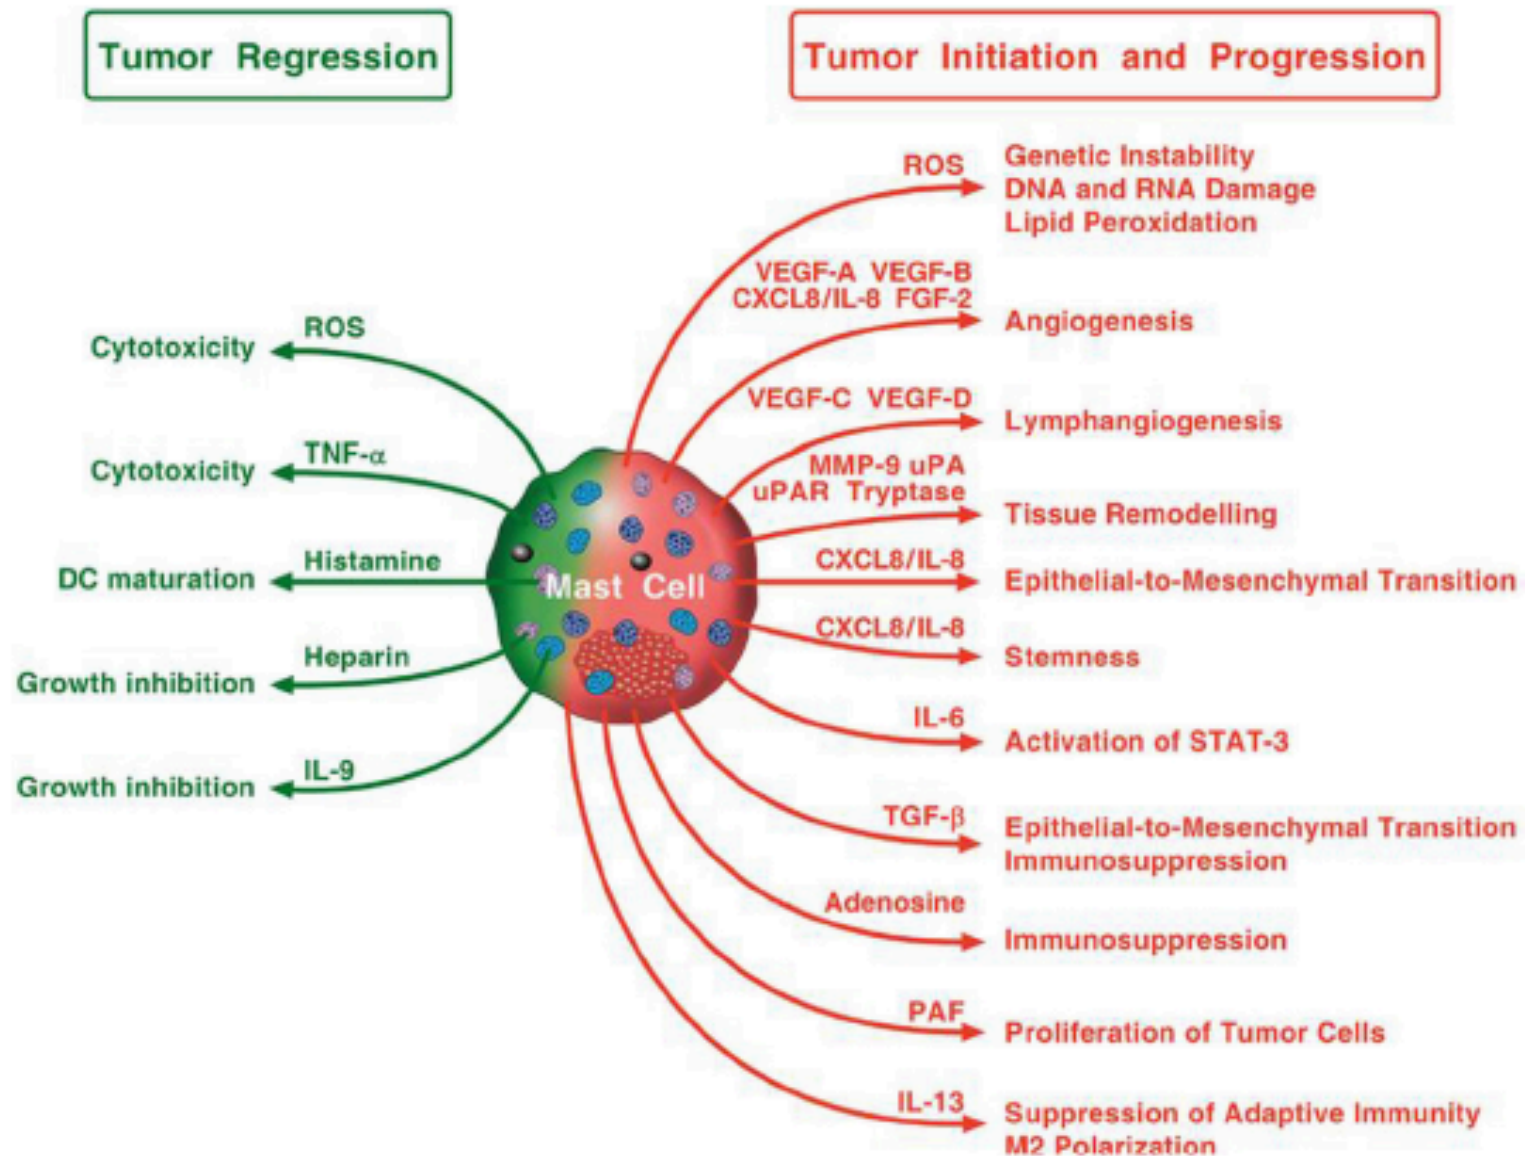 Tumor Regression
Tumor Initiation and Progression
ROS
Cytotoxicity
TNF-α
Cytotoxicity
Histamine
DC maturation
Heparin
Growth inhibition
IL-9
Growth inhibition
Mast Cell
ROS
Genetic Instability
DNA and RNA Damage
Lipid Peroxidation
VEGF-A VEGF-B
CXCL8/IL-8 FGF-2
Angiogenesis
VEGF-C VEGF-D
Lymphangiogenesis
MMP-9 uPA
uPAR Tryptase
Tissue Remodelling
CXCL8/IL-8
Epithelial-to-Mesenchymal Transition
CXCL8/IL-8
Stemness
IL-6
Activation of STAT-3
TGF-β
Epithelial-to-Mesenchymal Transition
Immunosuppression
Adenosine
Immunosuppression
PAF
Proliferation of Tumor Cells
IL-13
Suppression of Adaptive Immunity
M2 Polarization